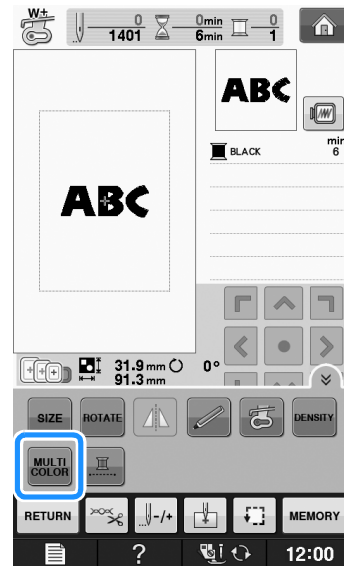 W+
0
1401
0min
6min
0
1
ABC
BLACK
min
6
ABC
31.9 mm
91.3 mm
0°
SIZE
ROTATE
DENSITY
MULTI
COLOR
RETURN
-/+
MEMORY
?
12:00